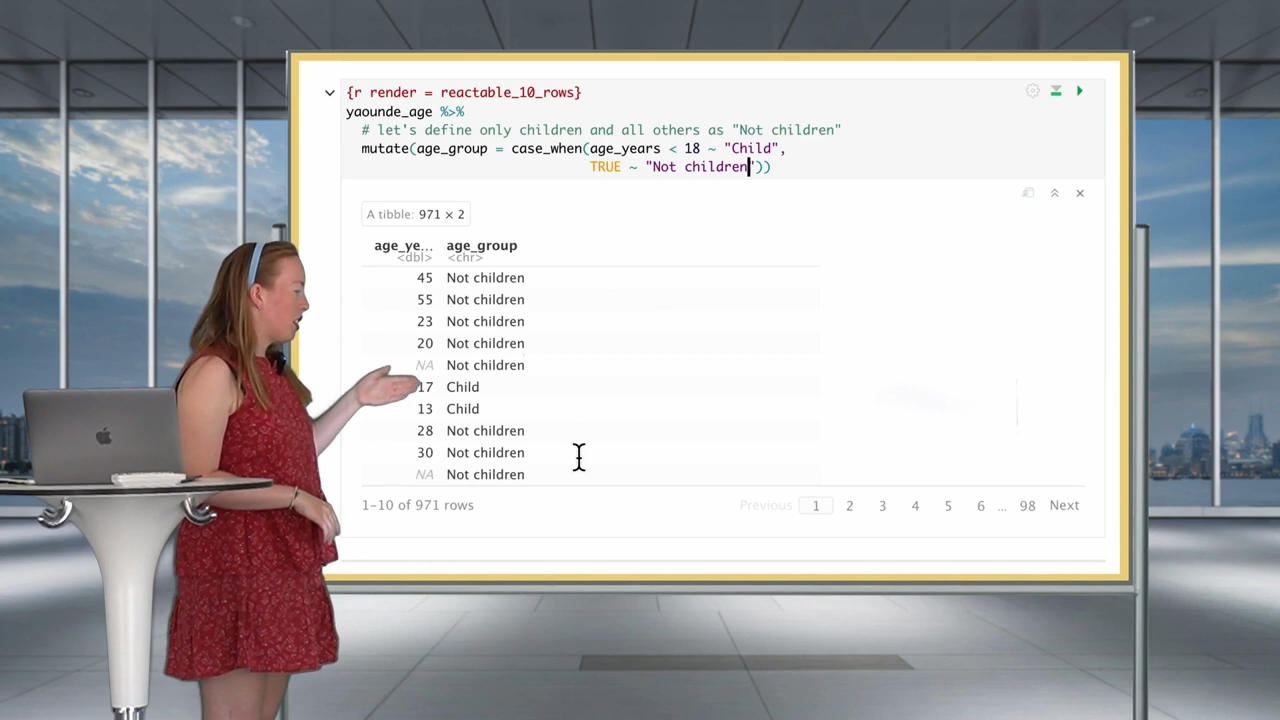 {r render = reactable_10_rows}
yaounde_age %>%
# let's define only children and all others as "Not children"
mutate(age_group = case_when(age_years < 18 ~ "Child",
TRUE ~ "Not children"))
A tibble: 971 × 2
age_ye... age_group
<dbl> <chr>
45 Not children
55 Not children
23 Not children
20 Not children
NA Not children
17 Child
13 Child
28 Not children
30 Not children
NA Not children
1–10 of 971 rows Previous 1 2 3 4 5 6 ... 98 Next